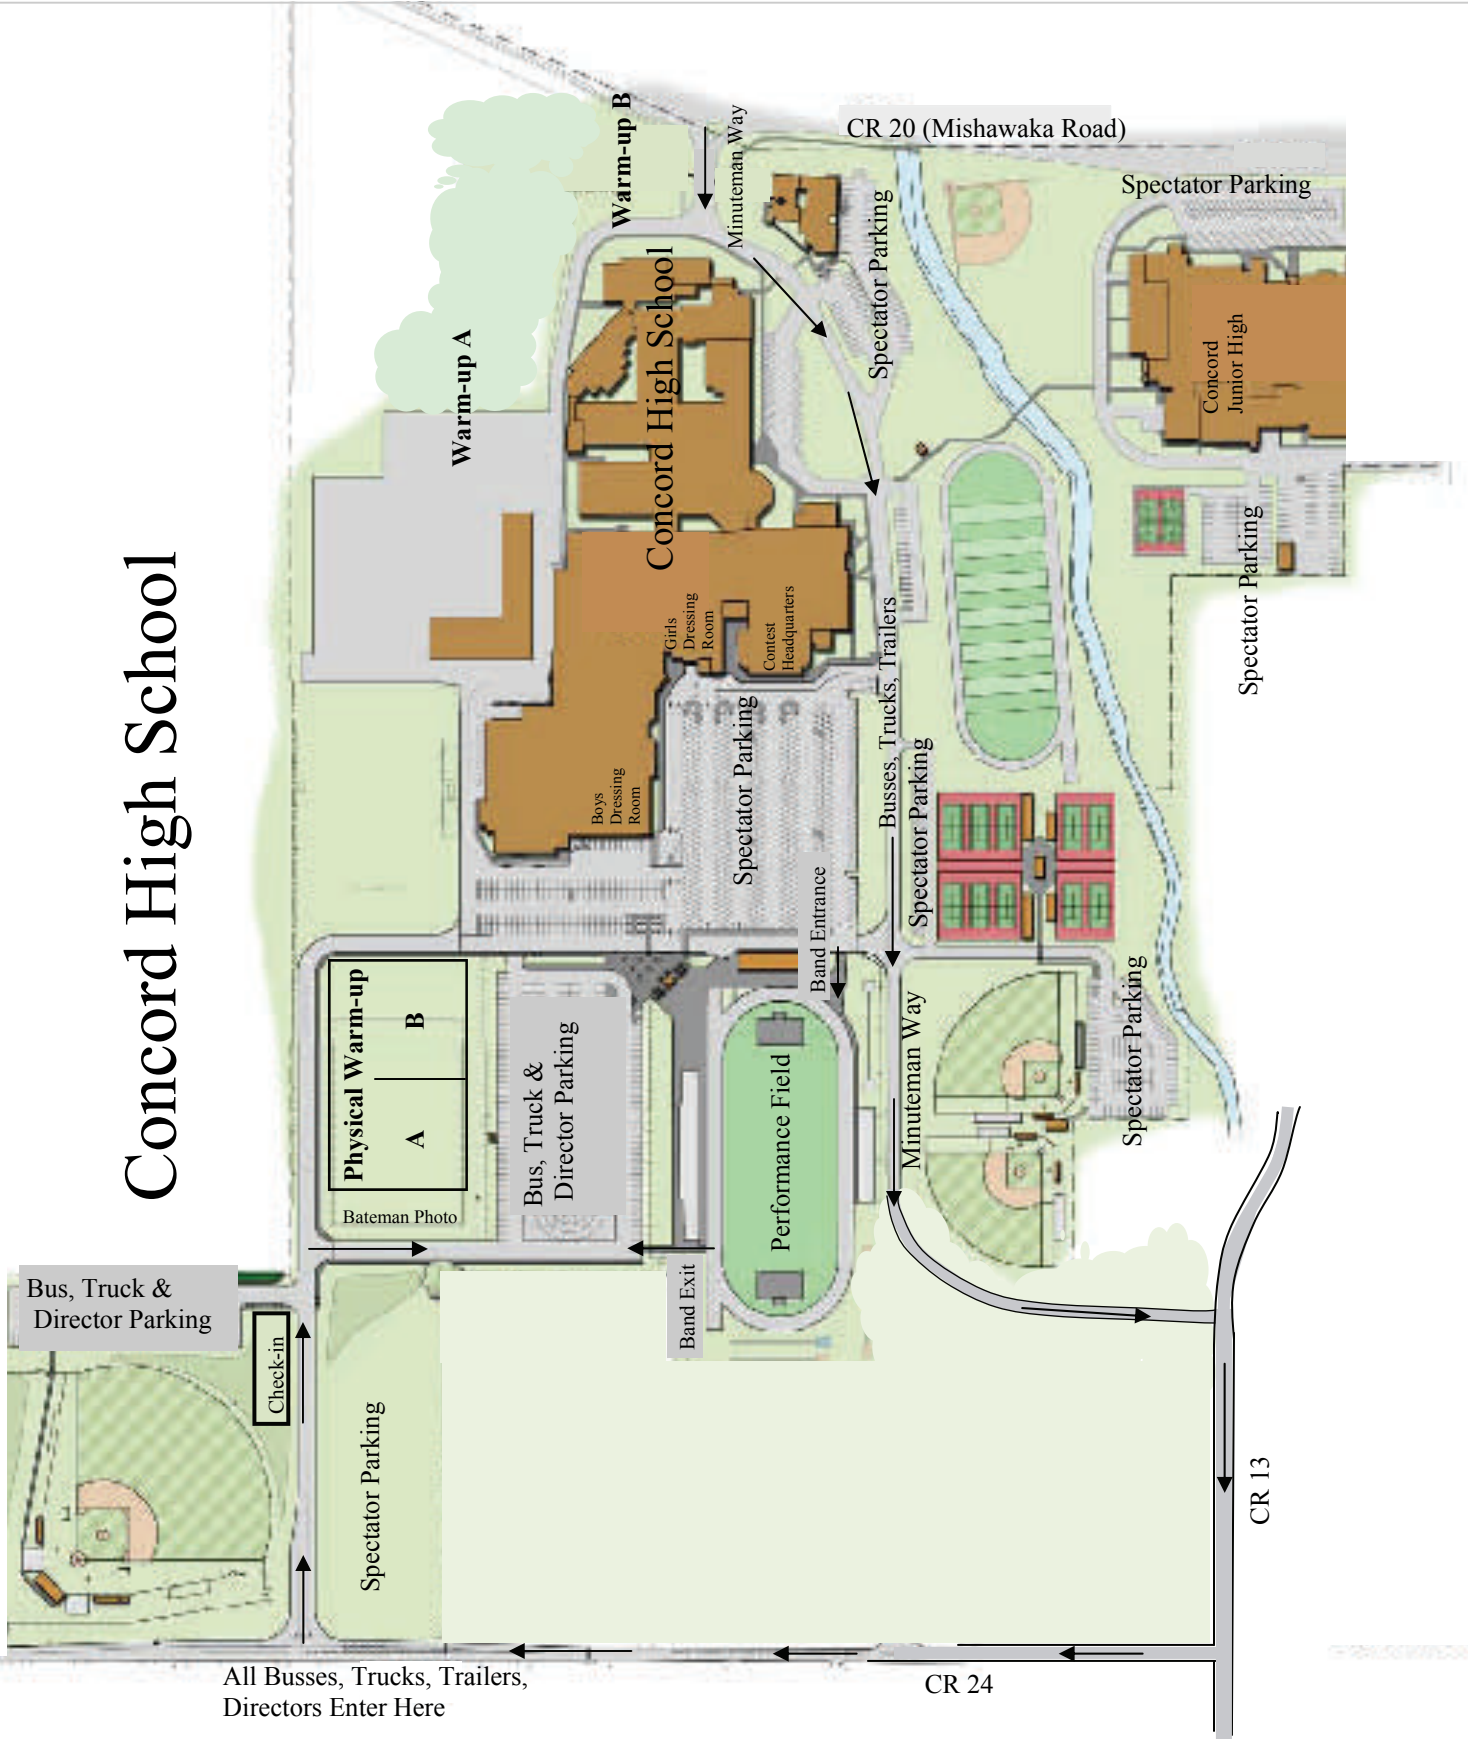 Concord High School
CR 20 (Mishawaka Road)
Warm-up B
Minuteman Way
Spectator Parking
Spectator Parking
Warm-up A
Concord High School
Concord
Junior High
Spectator Parking
Girls
Dressing
Room
Contest
Headquarters
Busses, Trucks, Trailers
Boys
Dressing
Room
Spectator Parking
Spectator Parking
Band Entrance
Physical Warm-up
A
B
Bateman Photo
Bus, Truck &
Director Parking
Performance Field
Minuteman Way
Spectator Parking
Bus, Truck &
Director Parking
Check-in
Band Exit
Spectator Parking
CR 13
All Busses, Trucks, Trailers,
Directors Enter Here
CR 24